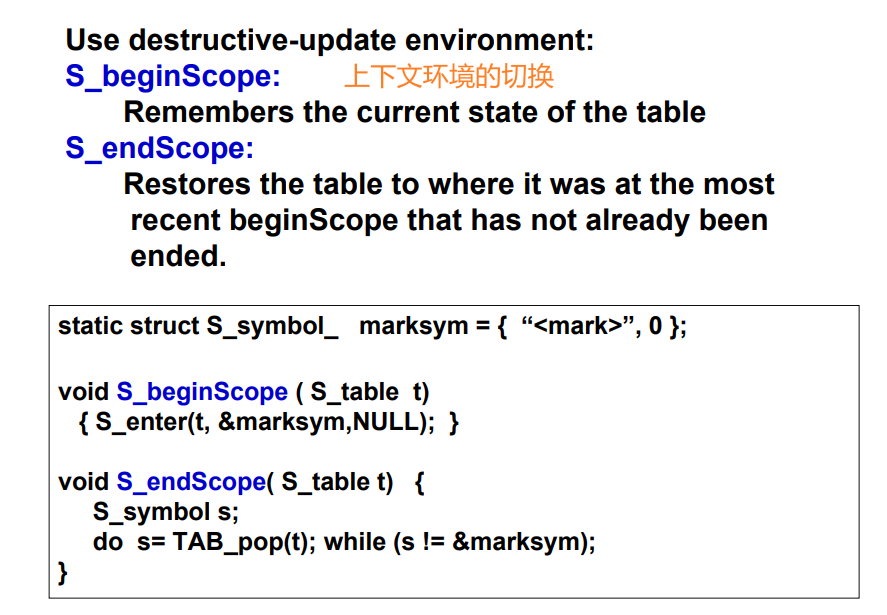 Use destructive-update environment:
S_beginScope: 上下文环境的切换
Remembers the current state of the table
S_endScope:
Restores the table to where it was at the most
recent beginScope that has not already been
ended.
static struct S_symbol_ marksym = { “<mark>”, 0 };
void S_beginScope ( S_table t)
{ S_enter(t, &marksym,NULL); }
void S_endScope( S_table t) {
S_symbol s;
do s= TAB_pop(t); while (s != &marksym);
}